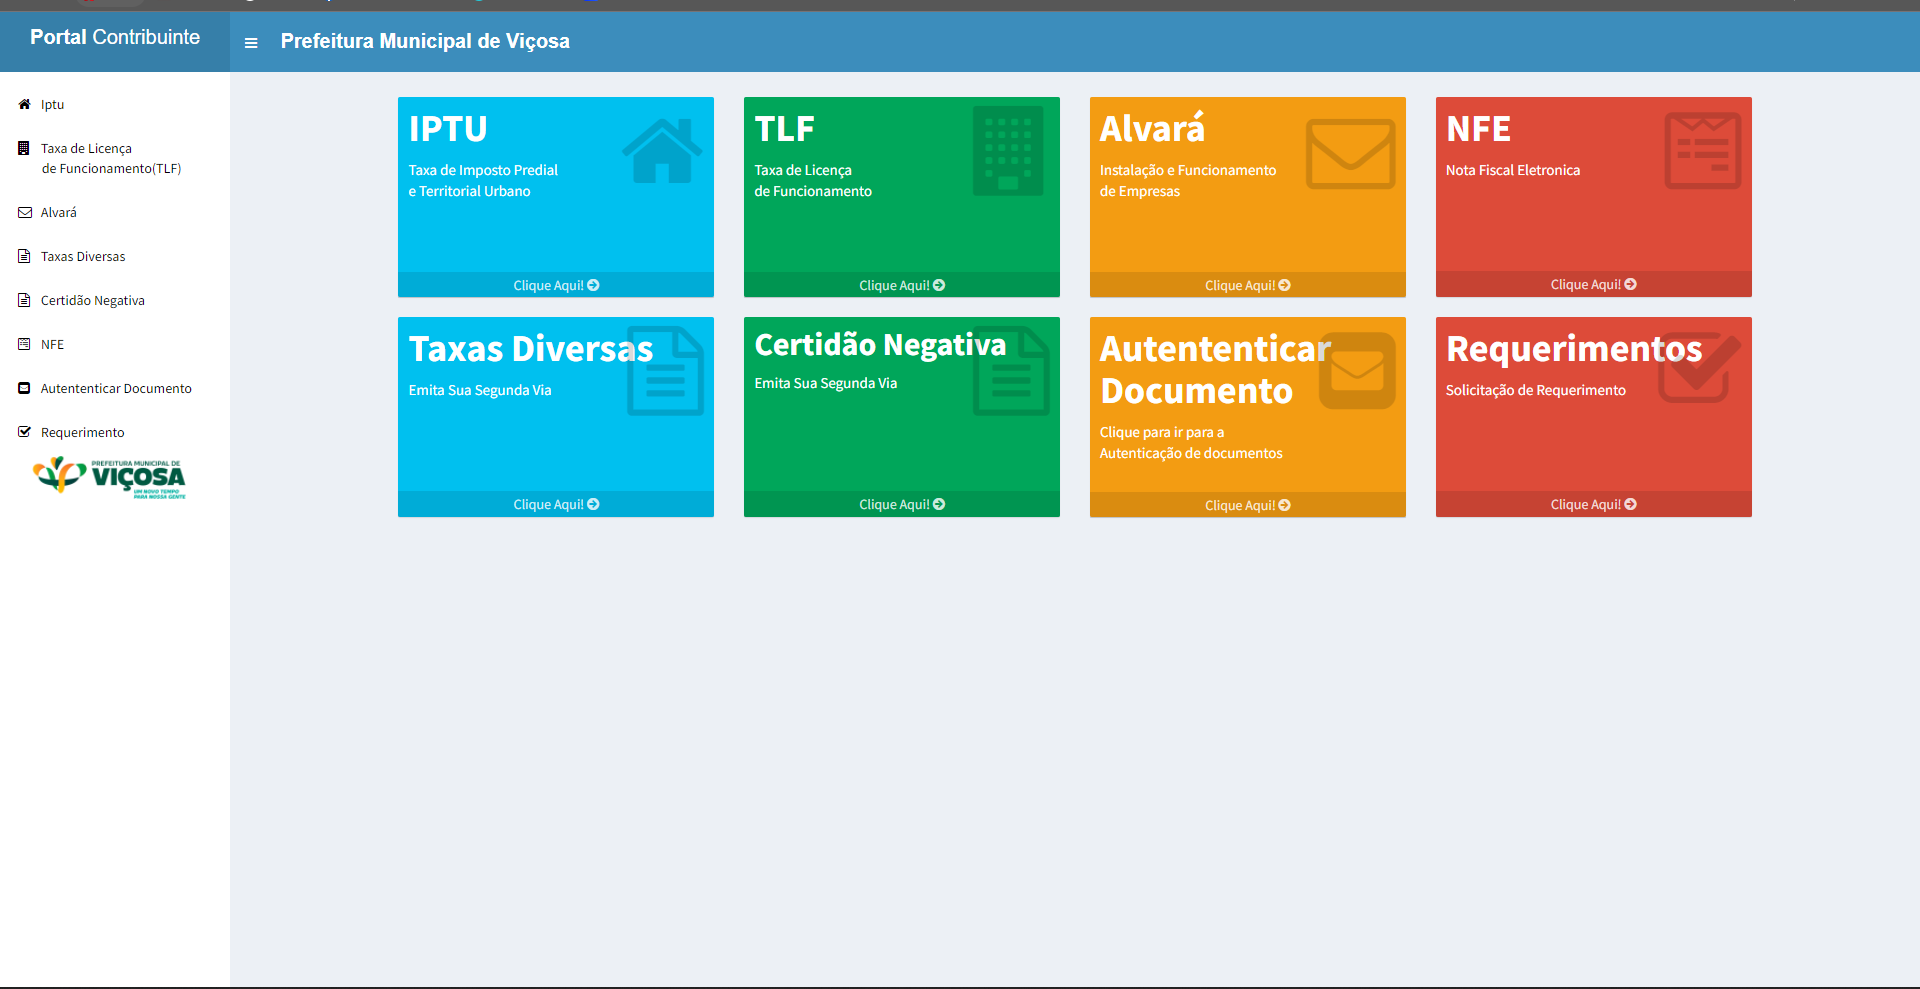 Portal Contribuinte
Prefeitura Municipal de Viçosa
Iptu
Taxa de Licença
de Funcionamento(TLF)
Alvará
Taxas Diversas
Certidão Negativa
NFE
Autententicar Documento
Requerimento
PREFEITURA MUNICIPAL DE
VIÇOSA
UM NOVO TEMPO
PARA NOSSA GENTE
IPTU
Taxa de Imposto Predial
e Territorial Urbano
Clique Aqui!
TLF
Taxa de Licença
de Funcionamento
Clique Aqui!
Alvará
Instalação e Funcionamento
de Empresas
Clique Aqui!
NFE
Nota Fiscal Eletronica
Clique Aqui!
Taxas Diversas
Emita Sua Segunda Via
Clique Aqui!
Certidão Negativa
Emita Sua Segunda Via
Clique Aqui!
Autententicar
Documento
Clique para ir para a
Autenticação de documentos
Clique Aqui!
Requerimentos
Solicitação de Requerimento
Clique Aqui!